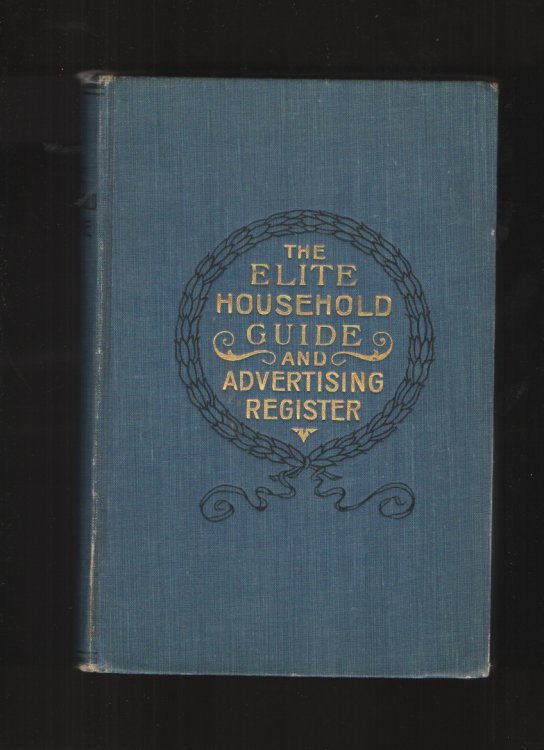 THE
ELITE
HOUSEHOLD
GUIDE
AND
ADVERTISING
REGISTER